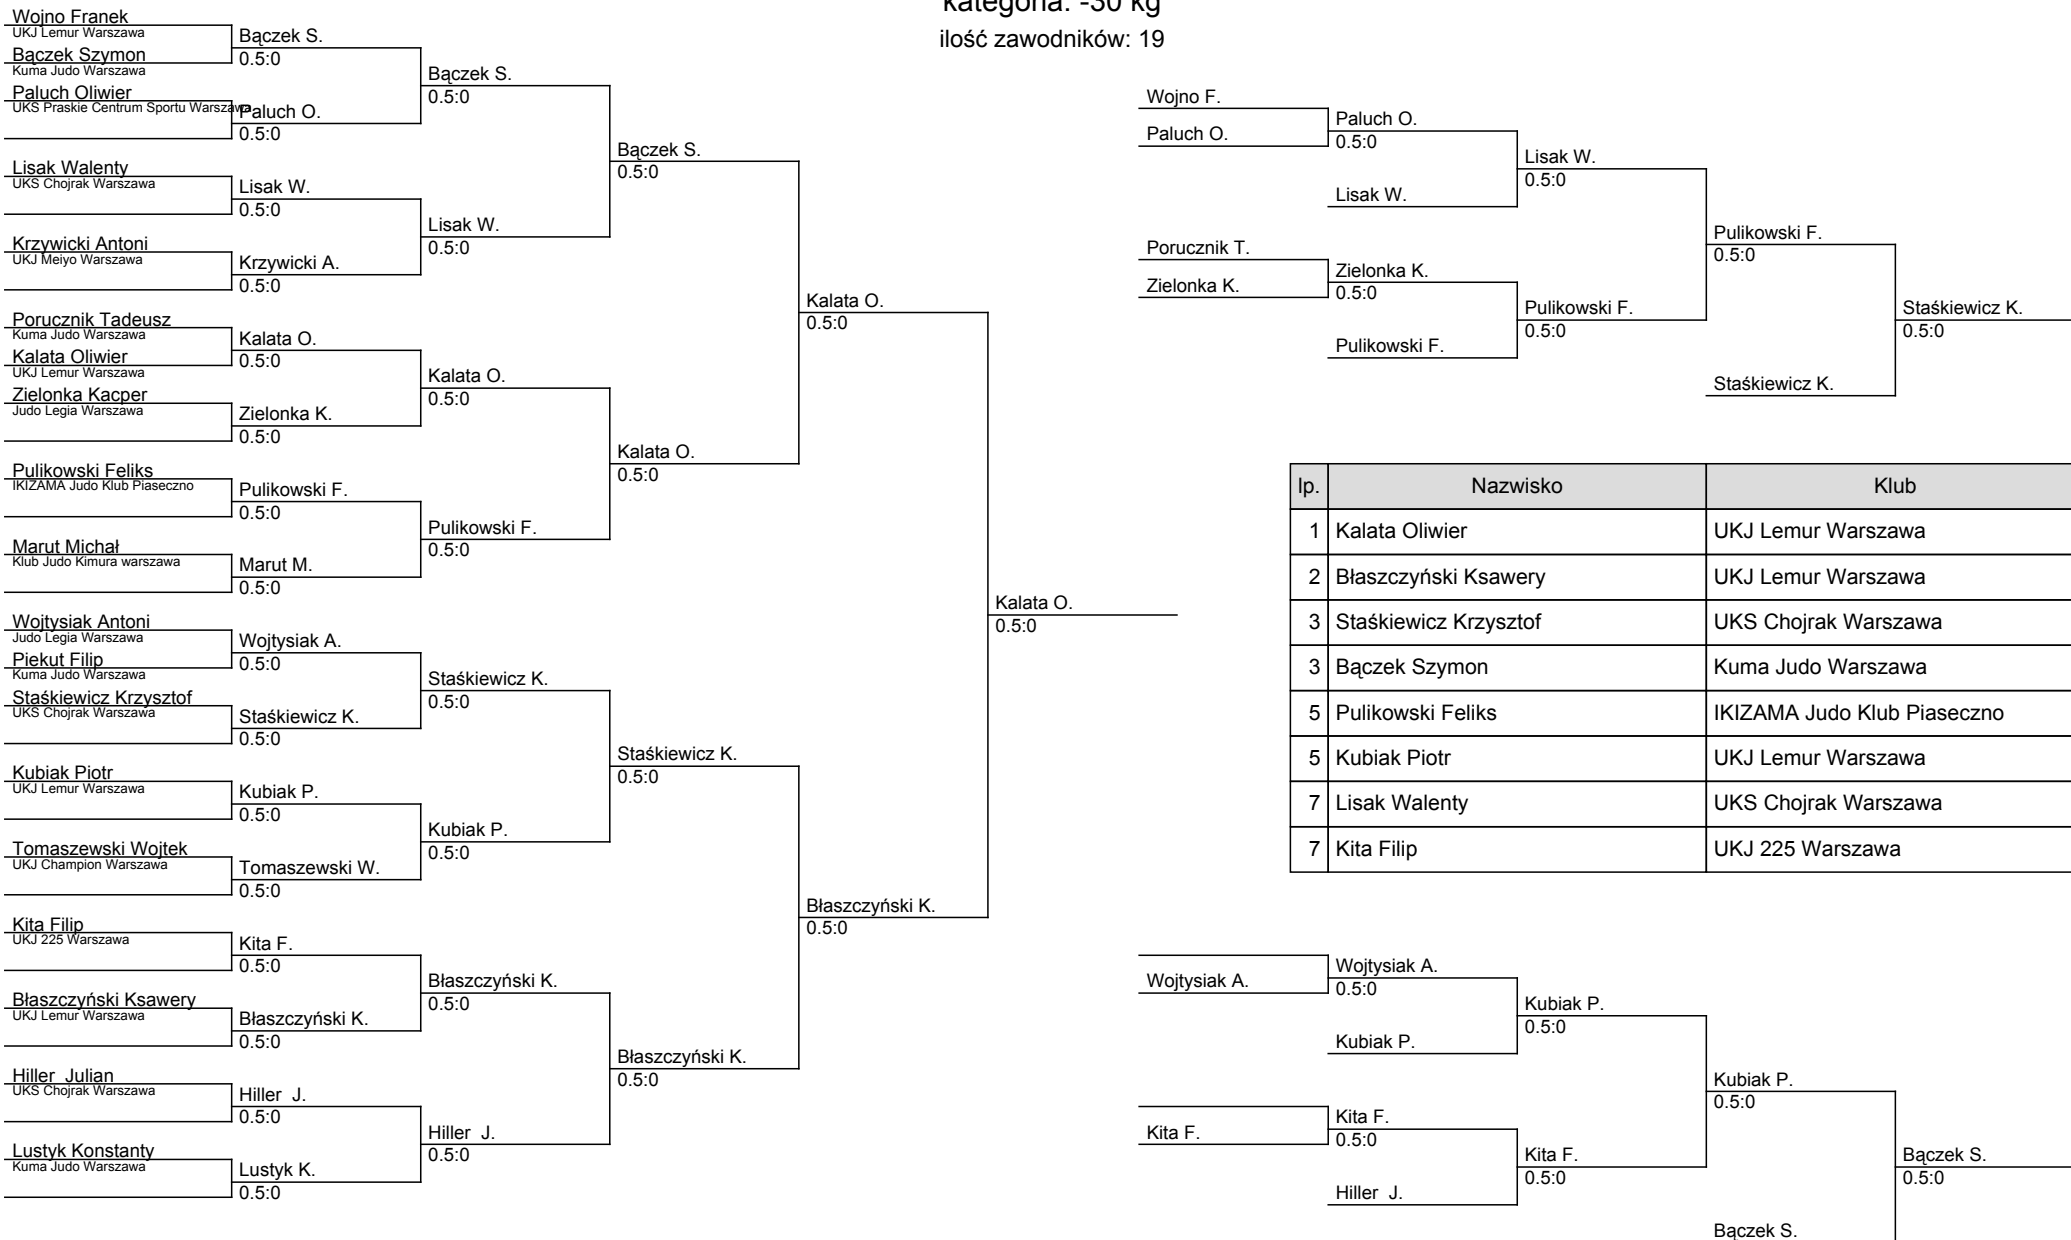 kategoria: -30 kg
ilość zawodników: 19
Wojno Franek
UKJ Lemur Warszawa
Bączek Szymon
Kuma Judo Warszawa
Paluch Oliwier
UKS Praskie Centrum Sportu Warszawa
Lisak Walenty
UKS Chojrak Warszawa
Krzywicki Antoni
UKJ Meiyo Warszawa
Porucznik Tadeusz
Kuma Judo Warszawa
Kalata Oliwier
UKJ Lemur Warszawa
Zielonka Kacper
Judo Legia Warszawa
Pulikowski Feliks
IKIZAMA Judo Klub Piaseczno
Marut Michał
Klub Judo Kimura warszawa
Wojtysiak Antoni
Judo Legia Warszawa
Piekut Filip
Kuma Judo Warszawa
Staśkiewicz Krzysztof
UKS Chojrak Warszawa
Kubiak Piotr
UKJ Lemur Warszawa
Tomaszewski Wojtek
UKJ Champion Warszawa
Kita Filip
UKJ 225 Warszawa
Błaszczyński Ksawery
UKJ Lemur Warszawa
Hiller  Julian
UKS Chojrak Warszawa
Lustyk Konstanty
Kuma Judo Warszawa
Bączek S.
0.5:0
Paluch O.
0.5:0
Lisak W.
0.5:0
Krzywicki A.
0.5:0
Kalata O.
0.5:0
Zielonka K.
0.5:0
Pulikowski F.
0.5:0
Marut M.
0.5:0
Wojtysiak A.
0.5:0
Staśkiewicz K.
0.5:0
Kubiak P.
0.5:0
Tomaszewski W.
0.5:0
Kita F.
0.5:0
Błaszczyński K.
0.5:0
Hiller  J.
0.5:0
Lustyk K.
0.5:0
Bączek S.
0.5:0
Lisak W.
0.5:0
Kalata O.
0.5:0
Pulikowski F.
0.5:0
Staśkiewicz K.
0.5:0
Kubiak P.
0.5:0
Błaszczyński K.
0.5:0
Hiller  J.
0.5:0
Bączek S.
0.5:0
Kalata O.
0.5:0
Staśkiewicz K.
0.5:0
Błaszczyński K.
0.5:0
Kalata O.
0.5:0
Błaszczyński K.
0.5:0
Kalata O.
0.5:0
Wojno F.
Paluch O.
Porucznik T.
Zielonka K.
Paluch O.
0.5:0
Lisak W.
Zielonka K.
0.5:0
Pulikowski F.
Lisak W.
0.5:0
Pulikowski F.
0.5:0
Pulikowski F.
0.5:0
Staśkiewicz K.
Staśkiewicz K.
0.5:0
lp. Nazwisko Klub
1 Kalata Oliwier UKJ Lemur Warszawa
2 Błaszczyński Ksawery UKJ Lemur Warszawa
3 Staśkiewicz Krzysztof UKS Chojrak Warszawa
3 Bączek Szymon Kuma Judo Warszawa
5 Pulikowski Feliks IKIZAMA Judo Klub Piaseczno
5 Kubiak Piotr UKJ Lemur Warszawa
7 Lisak Walenty UKS Chojrak Warszawa
7 Kita Filip UKJ 225 Warszawa
Wojtysiak A.
Kita F.
Wojtysiak A.
0.5:0
Kubiak P.
Kita F.
0.5:0
Hiller  J.
Kubiak P.
0.5:0
Kita F.
0.5:0
Kubiak P.
0.5:0
Bączek S.
Bączek S.
0.5:0